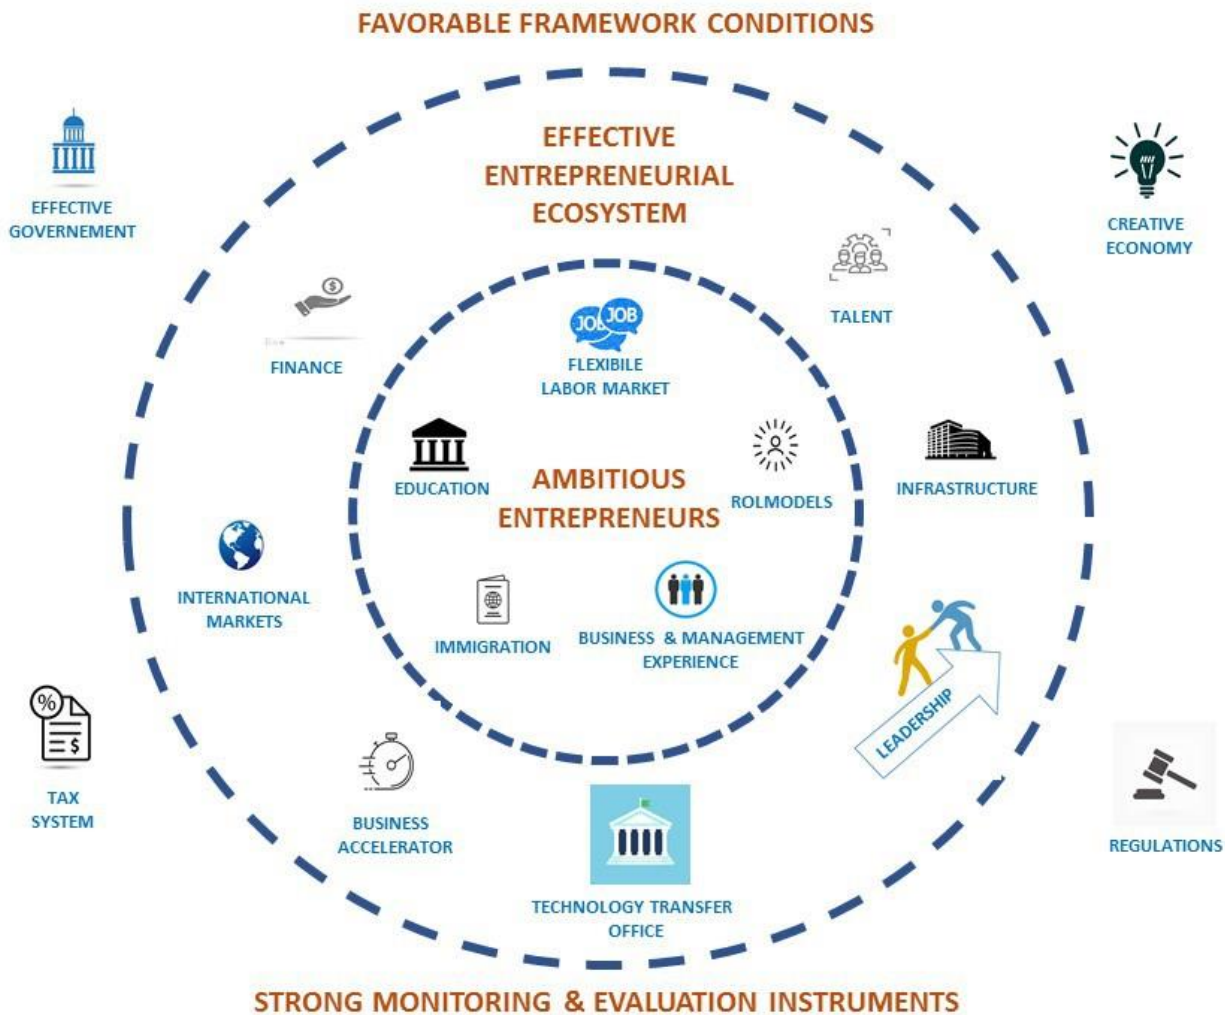 FAVORABLE FRAMEWORK CONDITIONS
EFFECTIVE
ENTREPRENEURIAL
ECOSYSTEM
EFFECTIVE
GOVERNEMENT
CREATIVE
ECONOMY
TALENT
$
FINANCE
JOB
JOB
FLEXIBILE
LABOR MARKET
EDUCATION
AMBITIOUS
ENTREPRENEURS
ROLMODELS
INFRASTRUCTURE
INTERNATIONAL
MARKETS
IMMIGRATION
BUSINESS & MANAGEMENT
EXPERIENCE
LEADERSHIP
%
$
TAX
SYSTEM
BUSINESS
ACCELERATOR
TECHNOLOGY TRANSFER
OFFICE
REGULATIONS
STRONG MONITORING & EVALUATION INSTRUMENTS